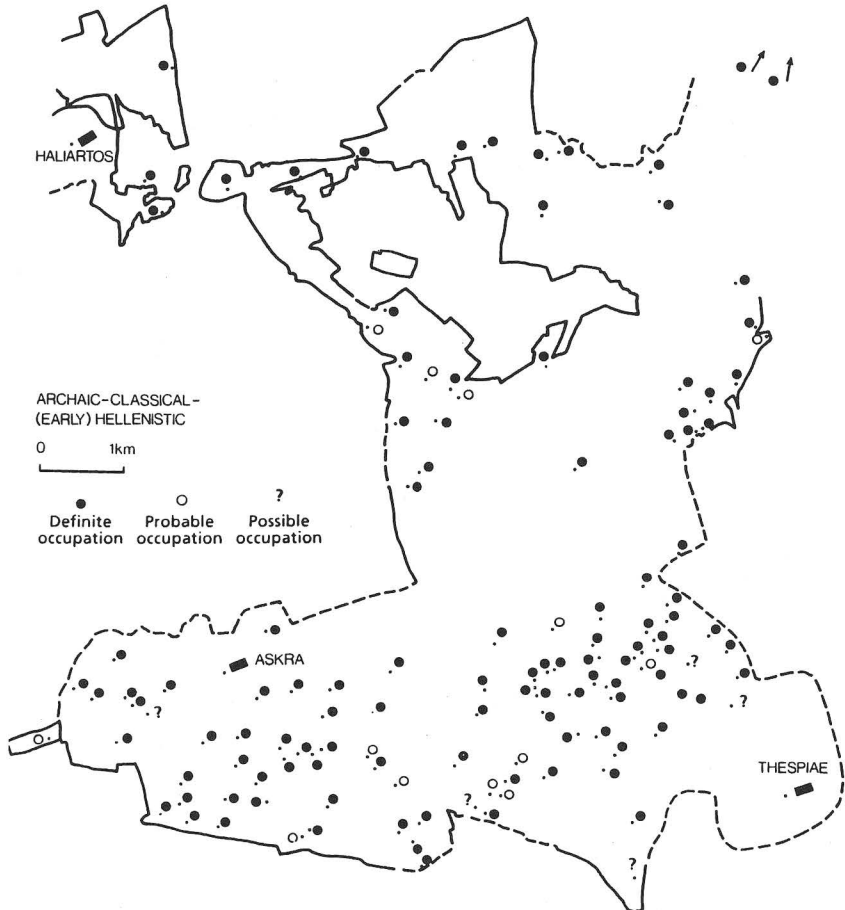 HALIARTOS
ARCHAIC-CLASSICAL-
(EARLY) HELLENISTIC
0 1km
?
Definite occupation
Probable occupation
Possible occupation
ASKRA
?
?
?
THESPIAE
?
?